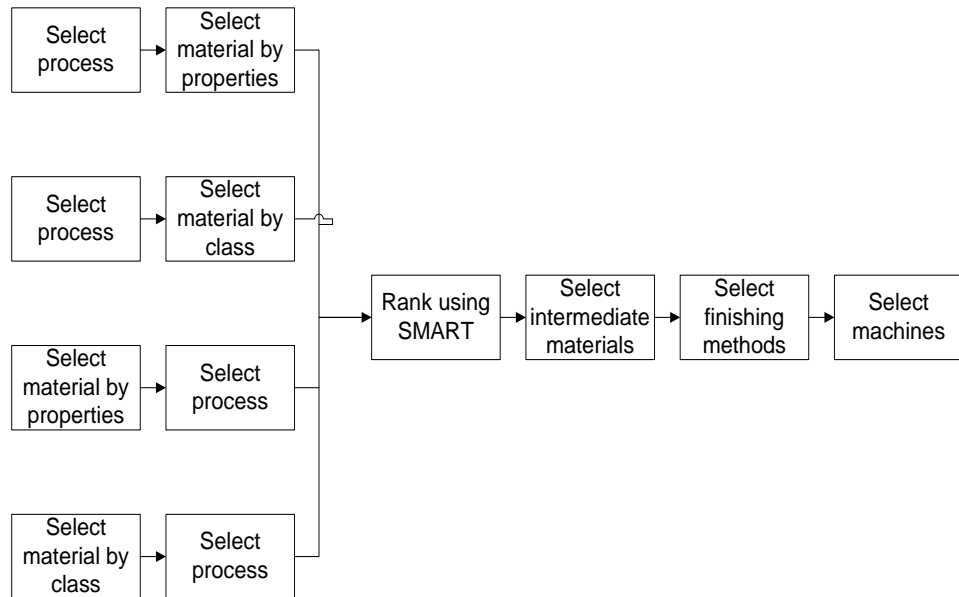 Select
process
Select
material by
properties
Select
process
Select
material by
class
Rank using
SMART
Select
intermediate
materials
Select
finishing
methods
Select
machines
Select
material by
properties
Select
process
Select
material by
class
Select
process